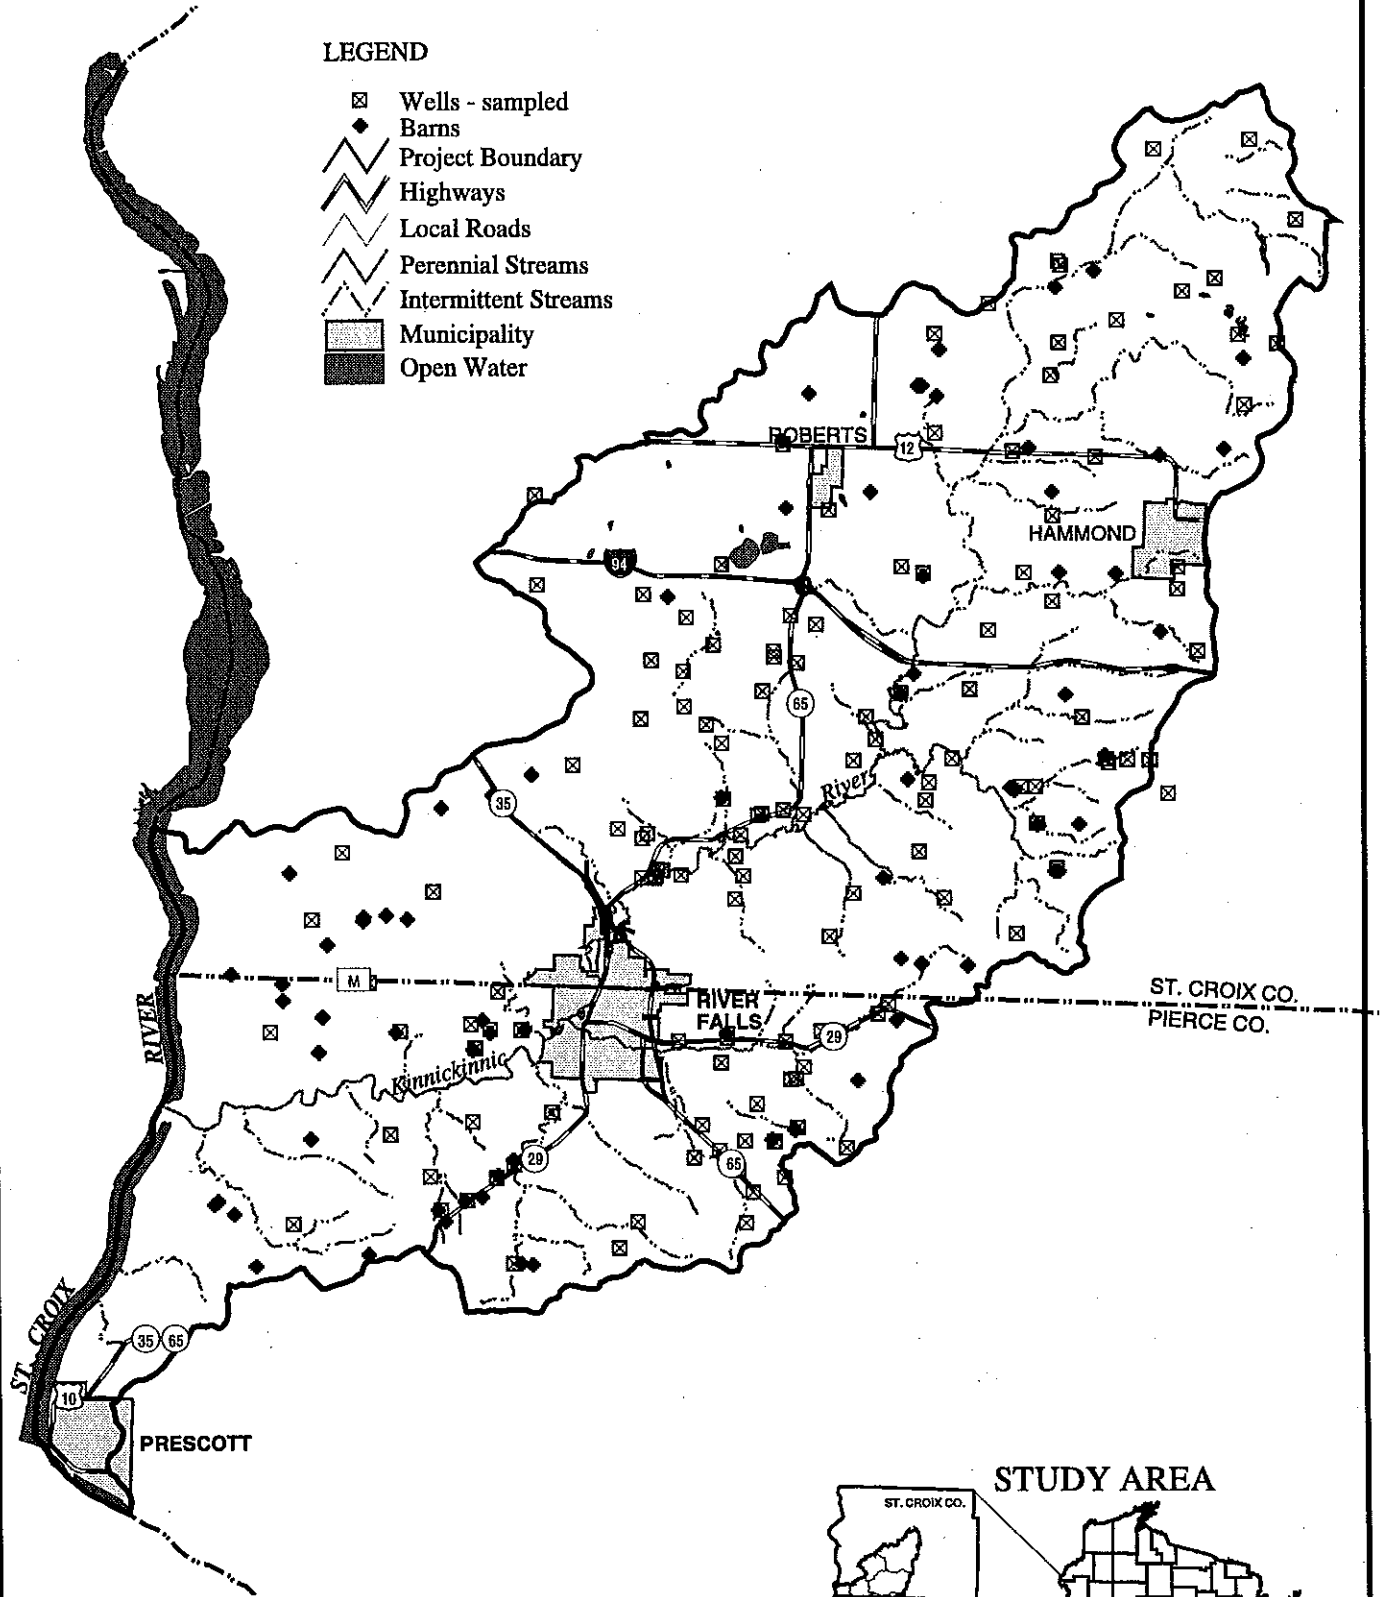 LEGEND
Wells - sampled
Barns
Project Boundary
Highways
Local Roads
Perennial Streams
Intermittent Streams
Municipality
Open Water
ROBERTS
12
HAMMOND
94
65
River
35
M
RIVER
FALLS
ST. CROIX CO.
PIERCE CO.
29
RIVER
Kinnickinnic
29
65
ST. CROIX
35
65
10
PRESCOTT
STUDY AREA
ST. CROIX CO.